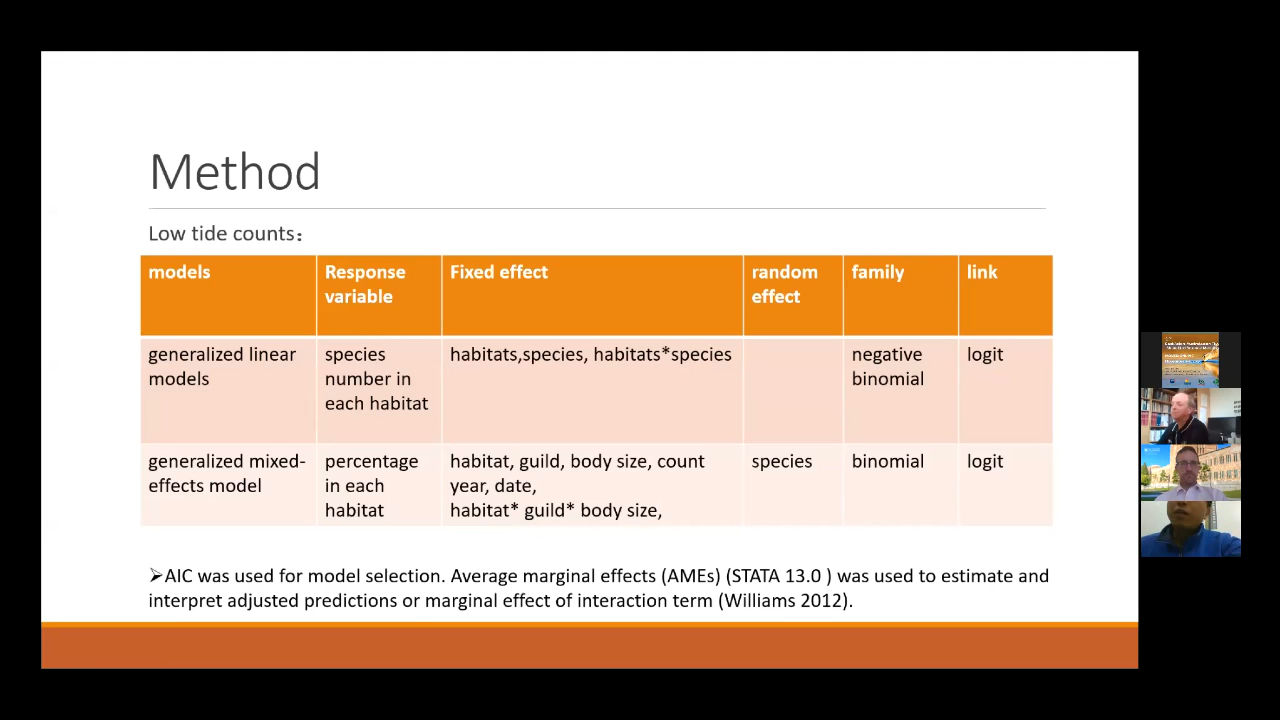 Method
Low tide counts：
models
Response
variable
Fixed effect
random
effect
family
link
generalized linear
models
species
number in
each habitat
habitats,species, habitats*species
negative
binomial
logit
generalized mixed-
effects model
percentage
in each
habitat
habitat, guild, body size, count
year, date,
habitat* guild* body size,
species
binomial
logit
➢AIC was used for model selection. Average marginal effects (AMEs) (STATA 13.0 ) was used to estimate and
interpret adjusted predictions or marginal effect of interaction term (Williams 2012).